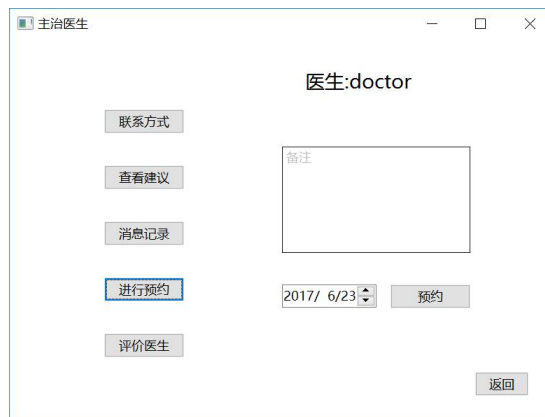 主治医生
医生:doctor
联系方式
查看建议
消息记录
进行预约
评价医生
备注
2017/ 6/23
预约
返回